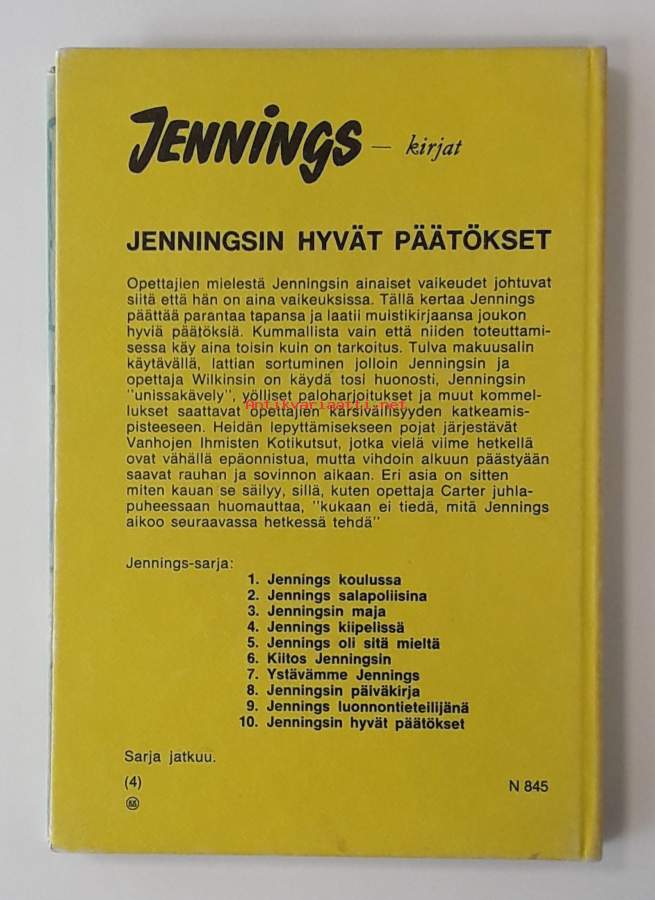 JENNINGS — kirjat
JENNINGSIN HYVÄT PÄÄTÖKSET
Opettajien mielestä Jenningsin ainaiset vaikeudet johtuvat
siitä että hän on aina vaikeuksissa. Tällä kertaa Jennings
päättää parantaa tapansa ja laatii muistikirjaansa joukon
hyviä päätöksiä. Kummallista vain että niiden toteuttami-
sessa käy aina toisin kuin on tarkoitus. Tulva makuusalin
käytävällä, lattian sortuminen jolloin Jenningsin ja
opettaja Wilkinsin on käydä tosi huonosti, Jenningsin
"unissakävely", yölliset paloharjoitukset ja muut kommel-
lukset saattavat opettajien kärsivällisyyden katkeamis-
Antikvariaatti.net
pisteeseen. Heidän lepyttämisekseen pojat järjestävät
Vanhojen Ihmisten Kotikutsut, jotka vielä viime hetkellä
ovat vähällä epäonnistua, mutta vihdoin alkuun päästyään
saavat rauhan ja sovinnon aikaan. Eri asia on sitten
miten kauan se säilyy, sillä, kuten opettaja Carter juhla-
puheessaan huomauttaa, "kukaan ei tiedä, mitä Jennings
aikoo seuraavassa hetkessä tehdä"
Jennings-sarja:
1. Jennings koulussa
2. Jennings salapoliisina
3. Jenningsin maja
4. Jennings kiipelissä
5. Jennings oli sitä mieltä
6. Kiitos Jenningsin
7. Ystävämme Jennings
8. Jenningsin päiväkirja
9. Jennings luonnontieteilijänä
10. Jenningsin hyvät päätökset
Sarja jatkuu.
(4)
N 845